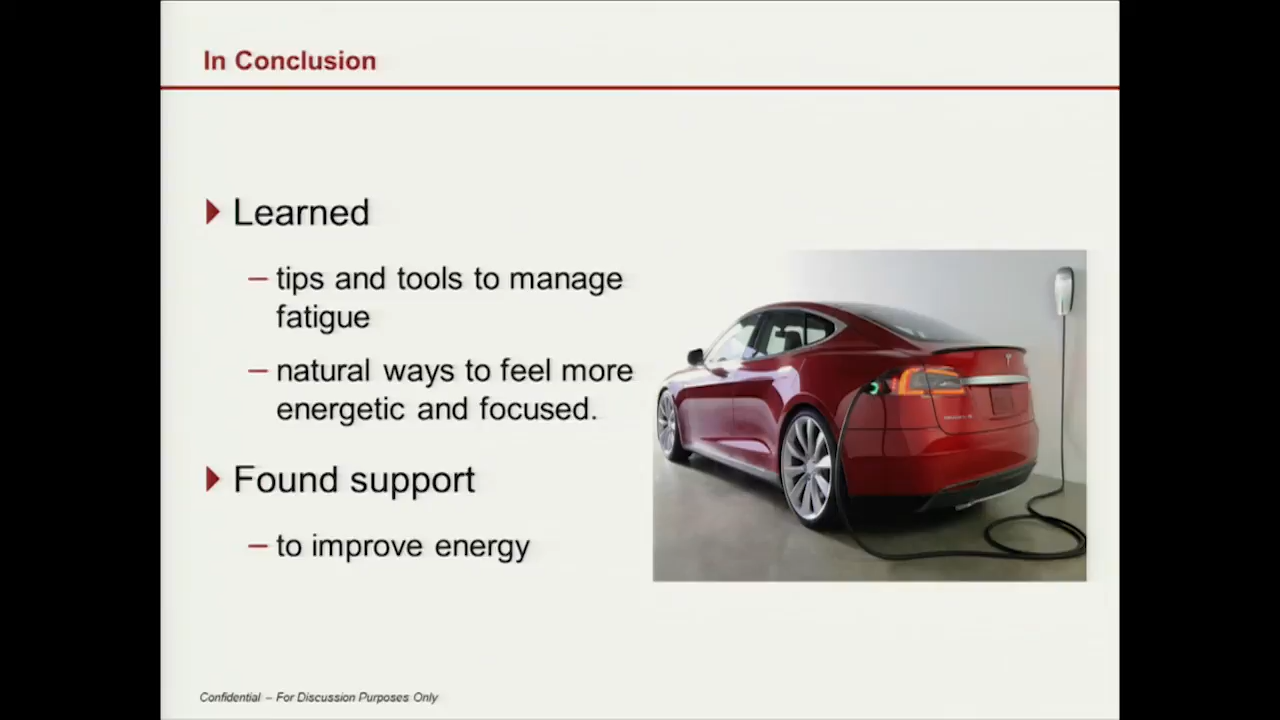 In Conclusion
Learned
– tips and tools to manage
fatigue
– natural ways to feel more
energetic and focused.
Found support
– to improve energy
Confidential – For Discussion Purposes Only